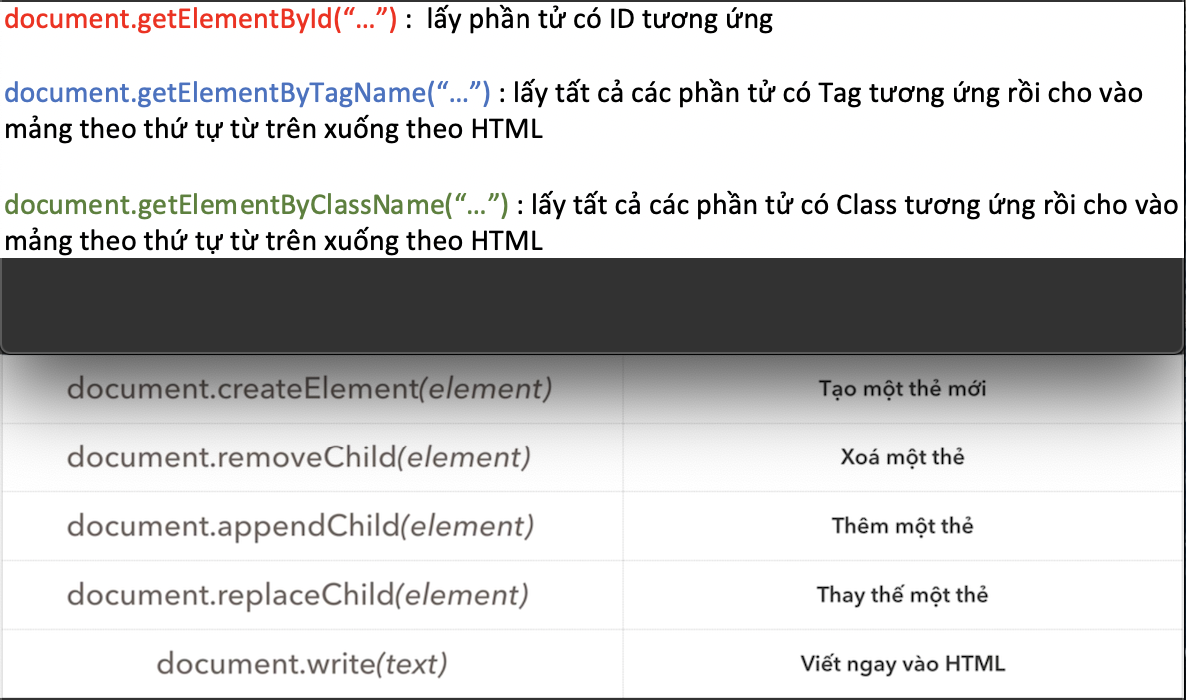 document.getElementById(“…”) :  lấy phần tử có ID tương ứng
document.getElementByTagName(“…”) : lấy tất cả các phần tử có Tag tương ứng rồi cho vào
mảng theo thứ tự từ trên xuống theo HTML
document.getElementByClassName(“…”) : lấy tất cả các phần tử có Class tương ứng rồi cho vào
mảng theo thứ tự từ trên xuống theo HTML
document.createElement(element) Tạo một thẻ mới
document.removeChild(element) Xoá một thẻ
document.appendChild(element) Thêm một thẻ
document.replaceChild(element) Thay thế một thẻ
document.write(text) Viết ngay vào HTML